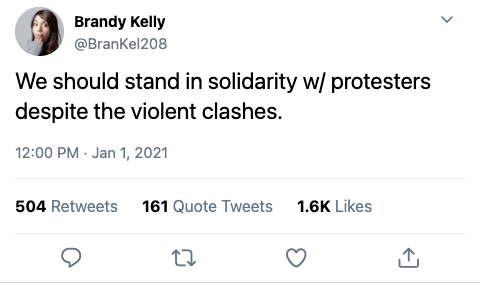 Brandy Kelly
@BranKel208
We should stand in solidarity w/ protesters
despite the violent clashes.
12:00 PM · Jan 1, 2021
504 Retweets 161 Quote Tweets 1.6K Likes